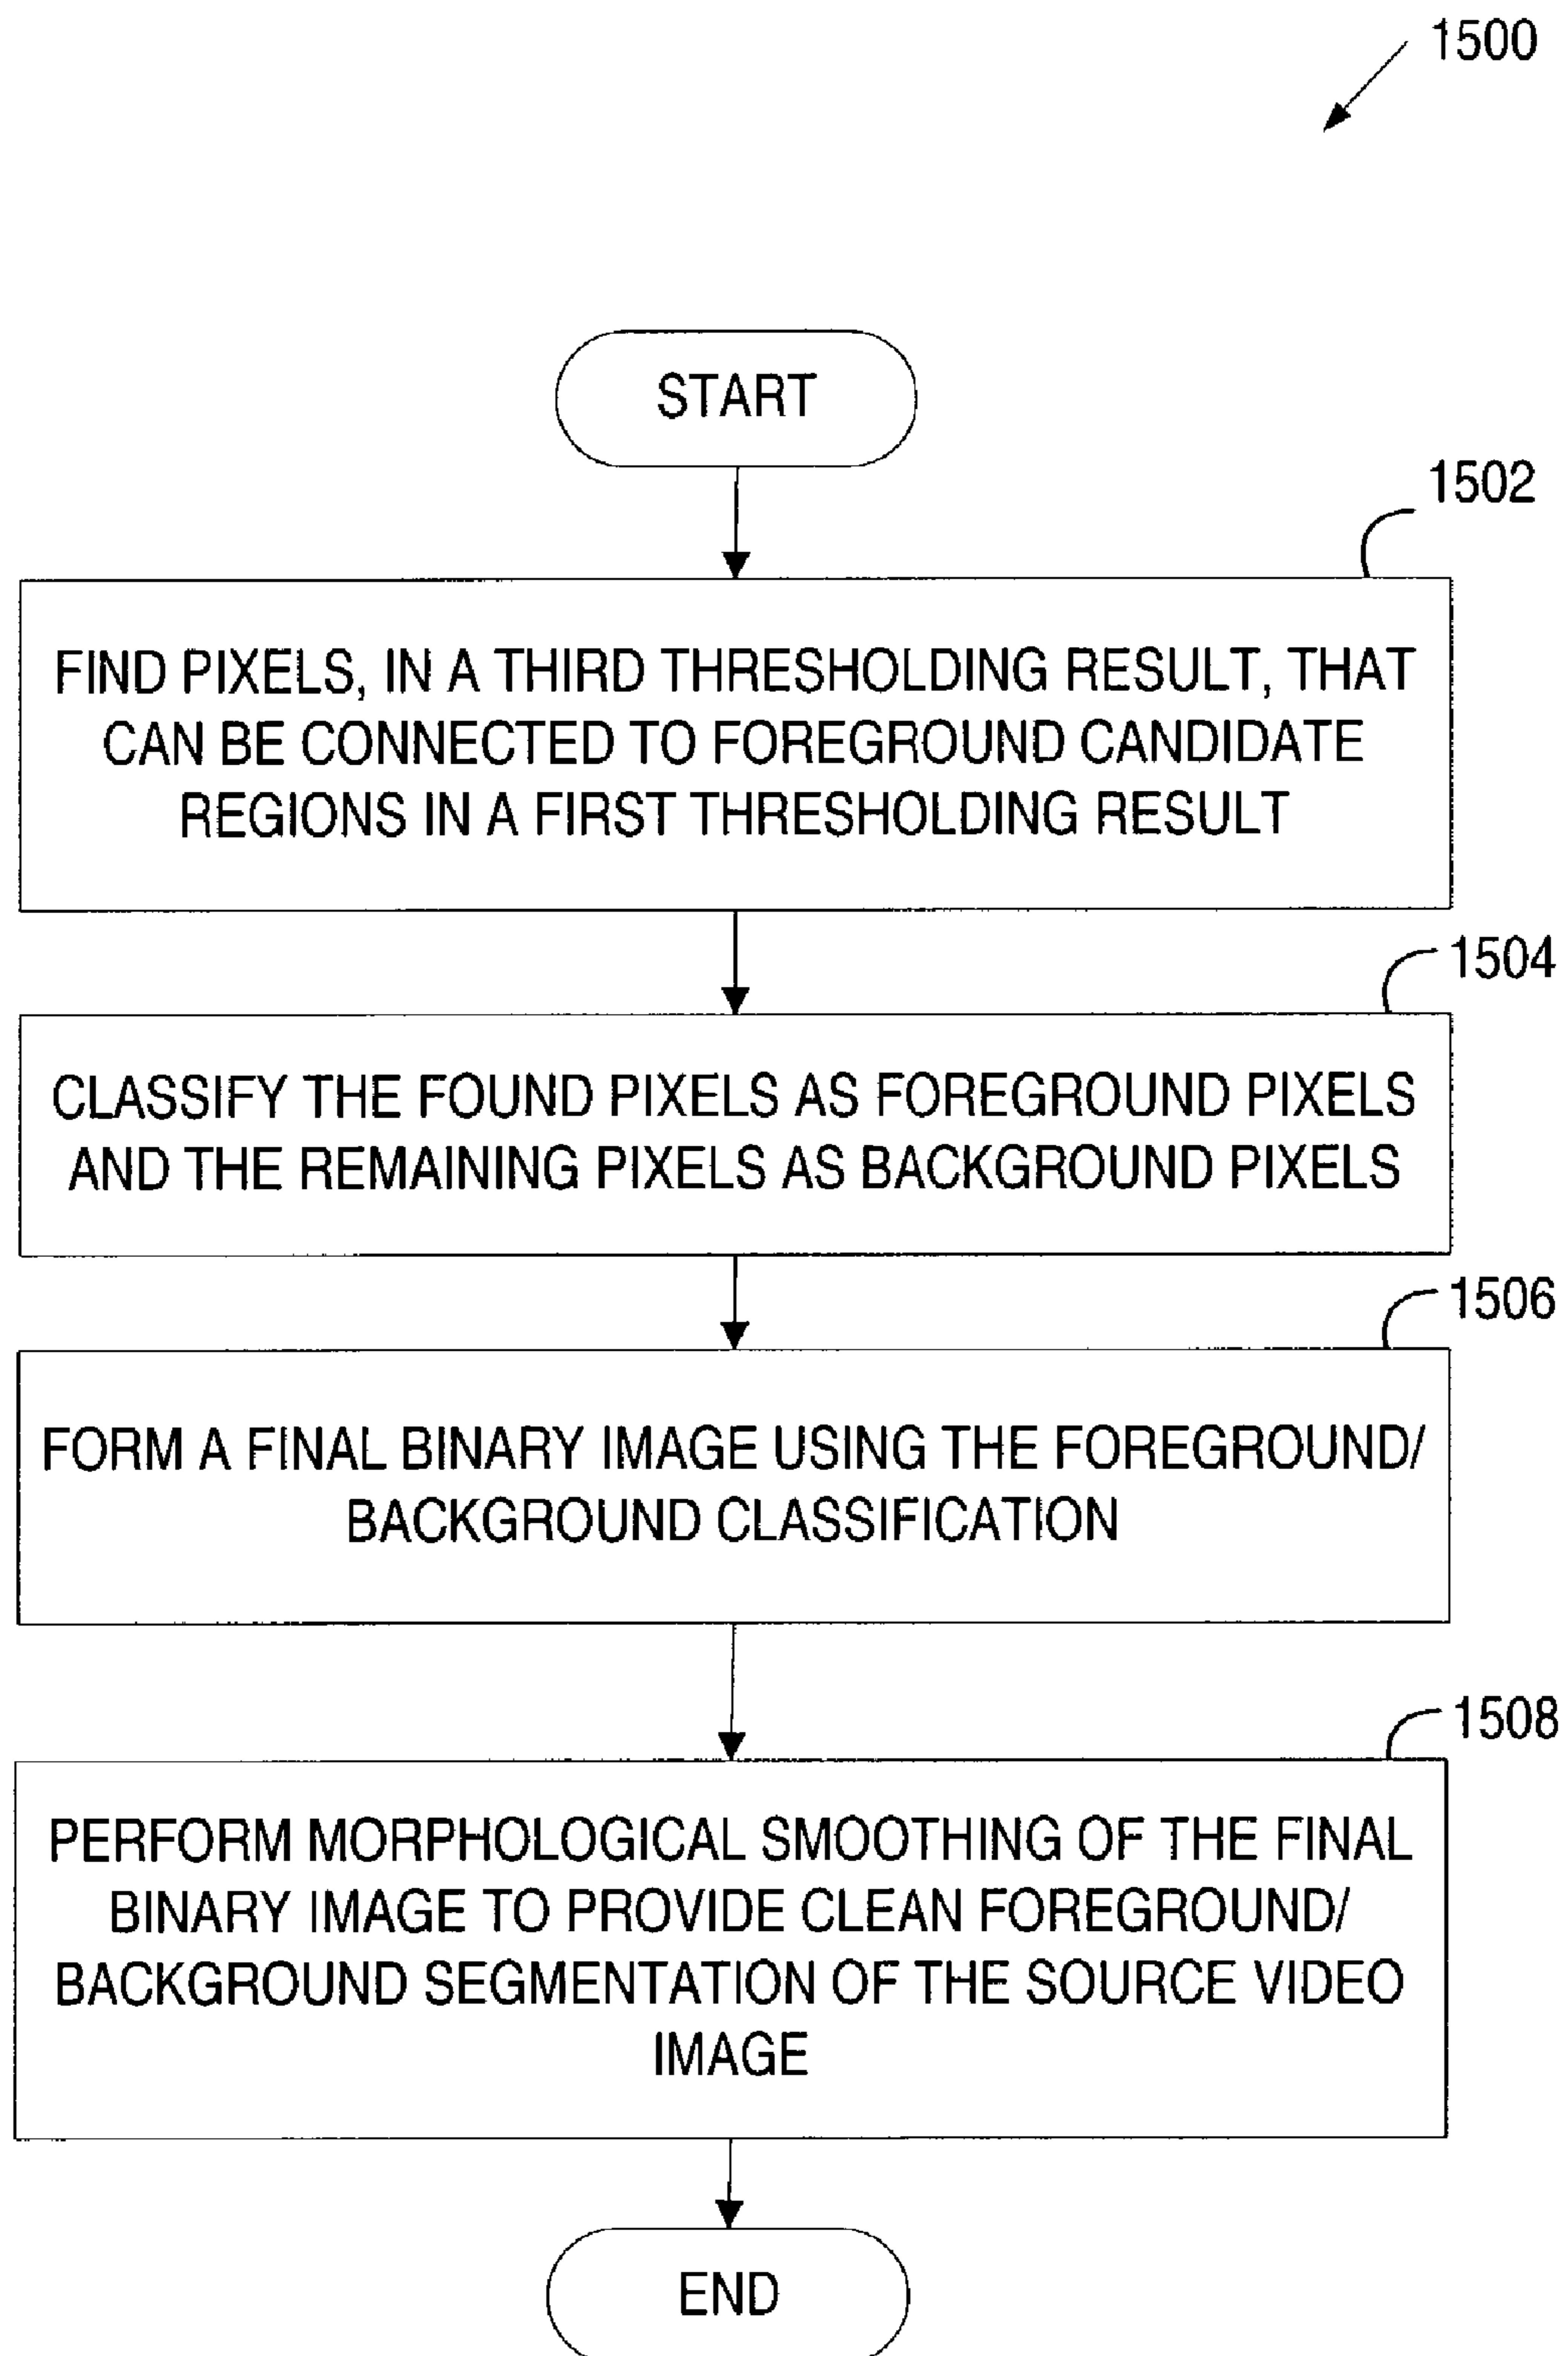 1500
START
1502
FIND PIXELS, IN A THIRD THRESHOLDING RESULT, THAT
CAN BE CONNECTED TO FOREGROUND CANDIDATE
REGIONS IN A FIRST THRESHOLDING RESULT
1504
CLASSIFY THE FOUND PIXELS AS FOREGROUND PIXELS
AND THE REMAINING PIXELS AS BACKGROUND PIXELS
1506
FORM A FINAL BINARY IMAGE USING THE FOREGROUND/
BACKGROUND CLASSIFICATION
1508
PERFORM MORPHOLOGICAL SMOOTHING OF THE FINAL
BINARY IMAGE TO PROVIDE CLEAN FOREGROUND/
BACKGROUND SEGMENTATION OF THE SOURCE VIDEO
IMAGE
END